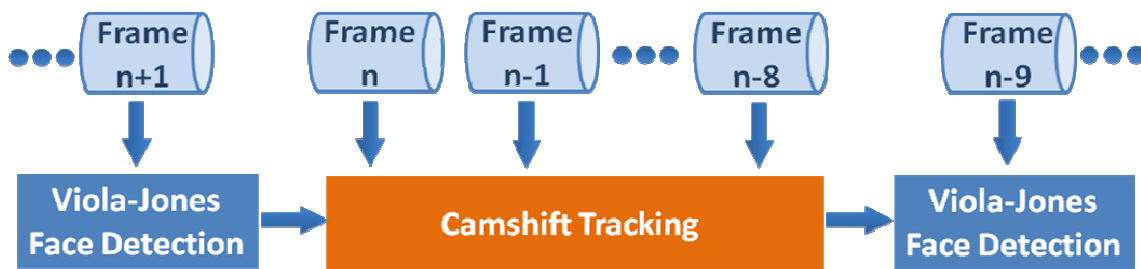 Frame
n+1
Frame
n
Frame
n-1
Frame
n-8
Frame
n-9
Viola-Jones
Face Detection
Camshift Tracking
Viola-Jones
Face Detection